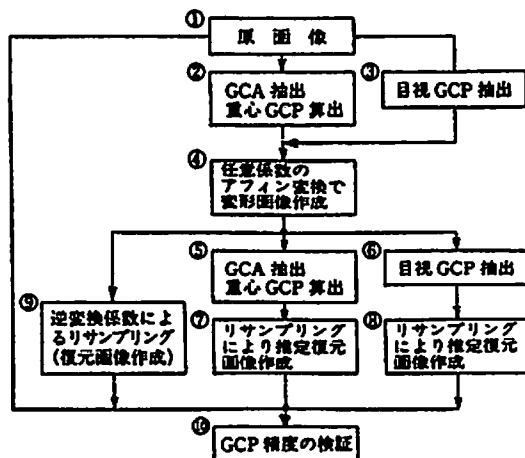 ①
原画像
②
GCA 抽出
重心 GCP 算出
③
目視 GCP 抽出
④
任意係数の
アフィン変換で
変形画像作成
⑤
GCA 抽出
重心 GCP 算出
⑥
目視 GCP 抽出
⑨
逆変換係数によ
るリサンプリング
(復元画像作成)
⑦
リサンプリング
により推定復元
画像作成
⑧
リサンプリング
により推定復元
画像作成
⑩
GCP 精度の検証